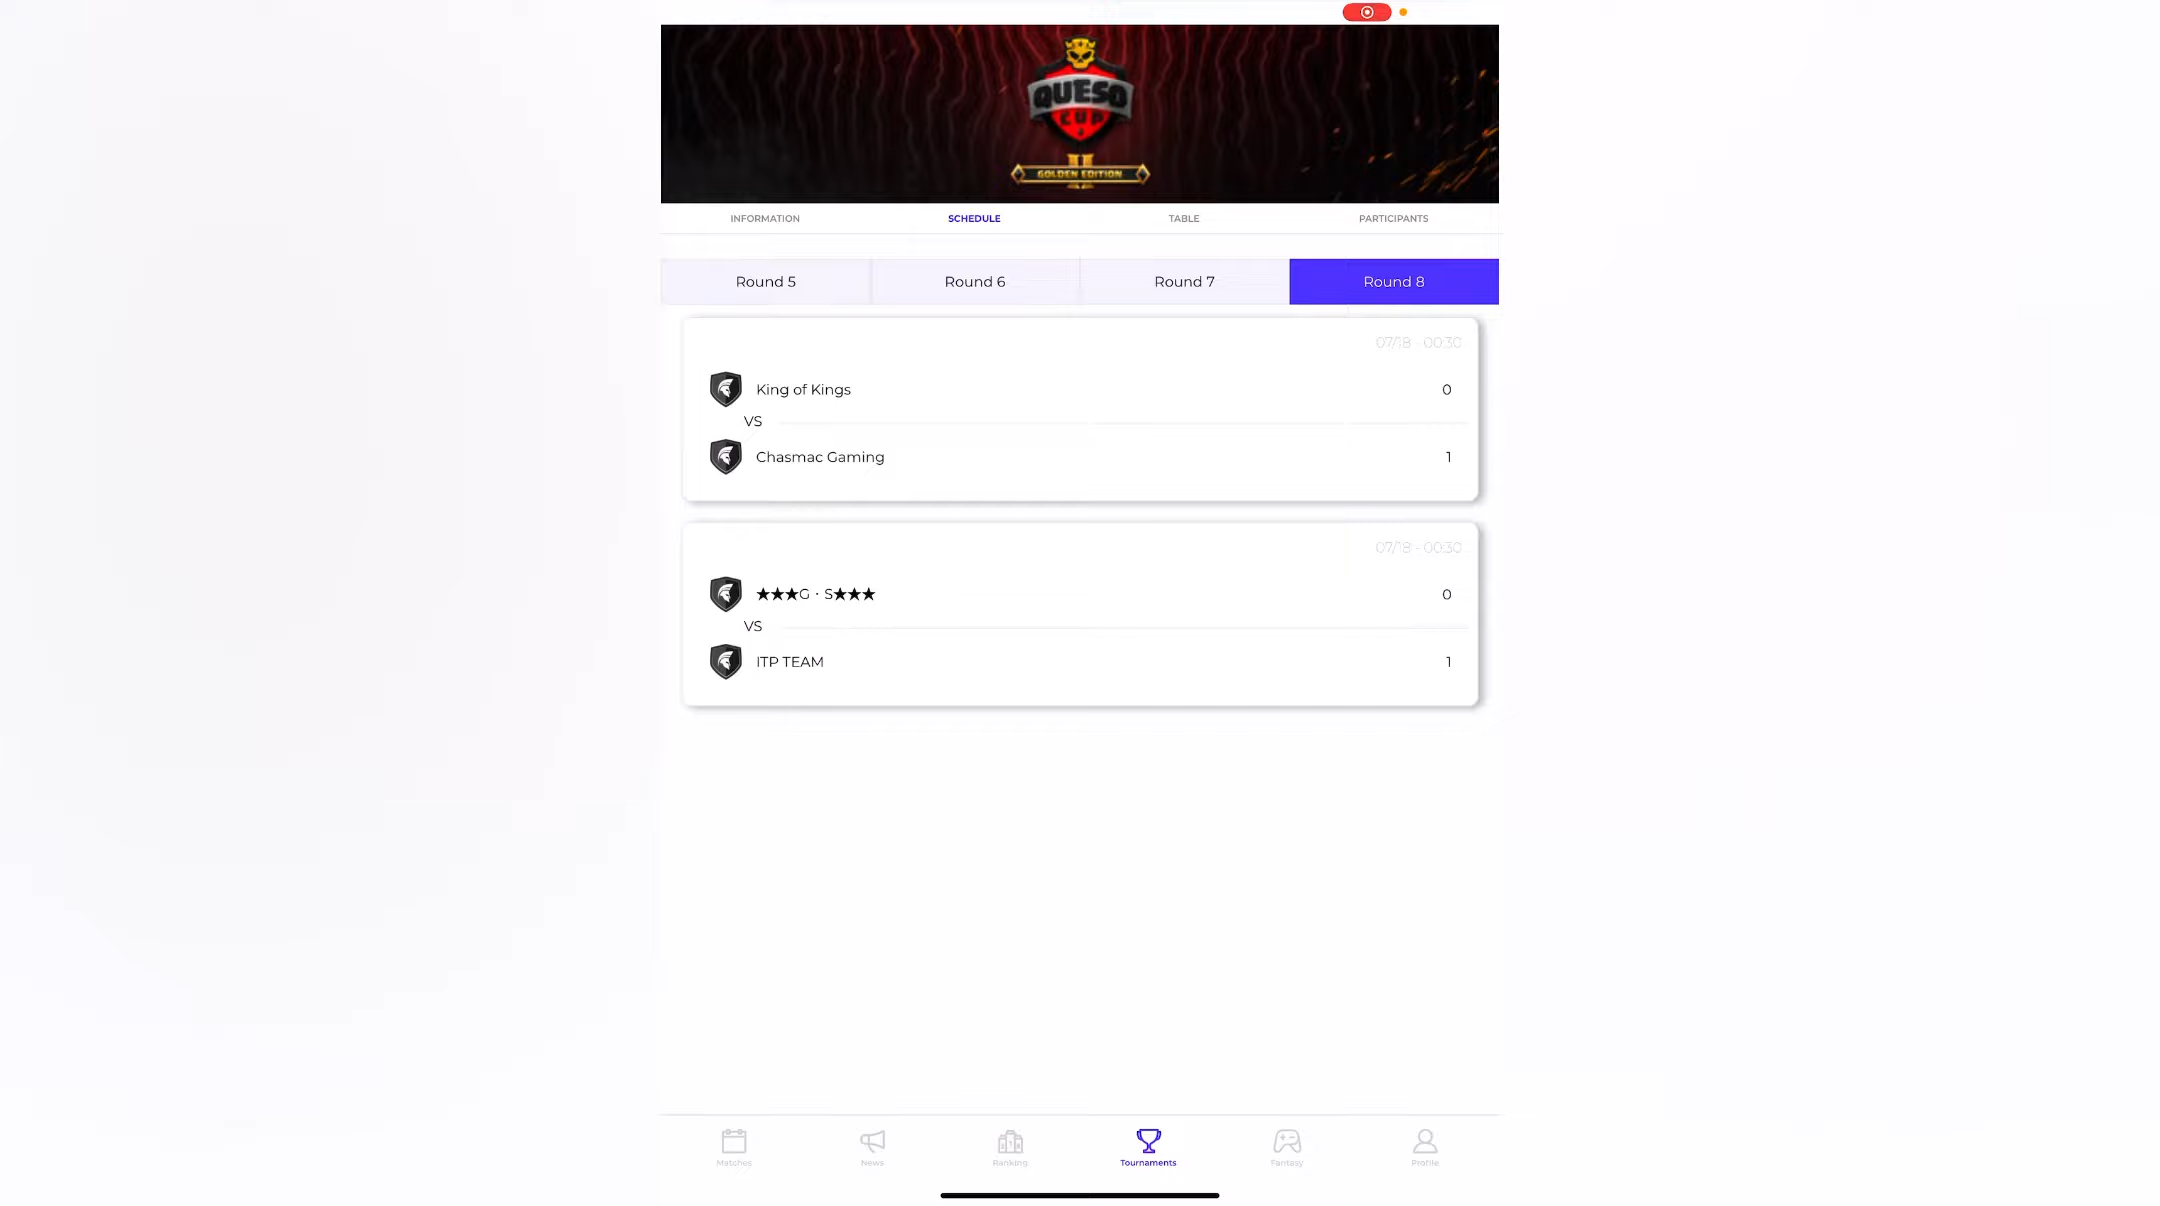 QUESO
CUP
II
GOLDEN EDITION
INFORMATION
SCHEDULE
TABLE
PARTICIPANTS
Round 5
Round 6
Round 7
Round 8
07/18 - 00:30
King of Kings
0
VS
Chasmac Gaming
1
07/18 - 00:30
★★★G・S★★★
0
VS
ITP TEAM
1
Matches
News
Ranking
Tournaments
Fantasy
Profile